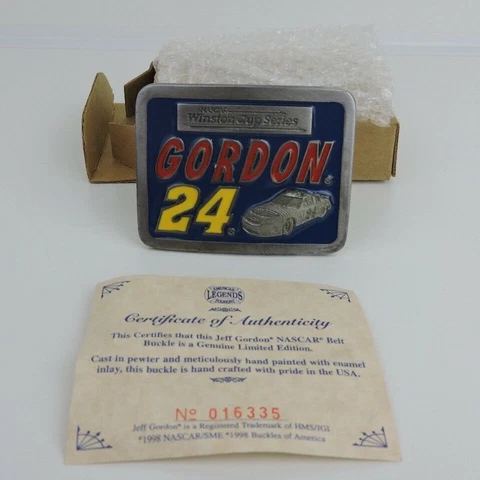 NASCAR
Winston Cup Series
GORDON
24
AMERICAN
LEGENDS
Certificate of Authenticity
This Certifies that this Jeff Gordon® NASCAR® Belt
Buckle is a Genuine Limited Edition.
Cast in pewter and meticulously hand painted with enamel
inlay, this buckle is hand crafted with pride in the USA.
No 016335
Jeff Gordon® is a Registered Trademark of HMS/JGI
®1998 NASCAR/SME ®1998 Buckles of America